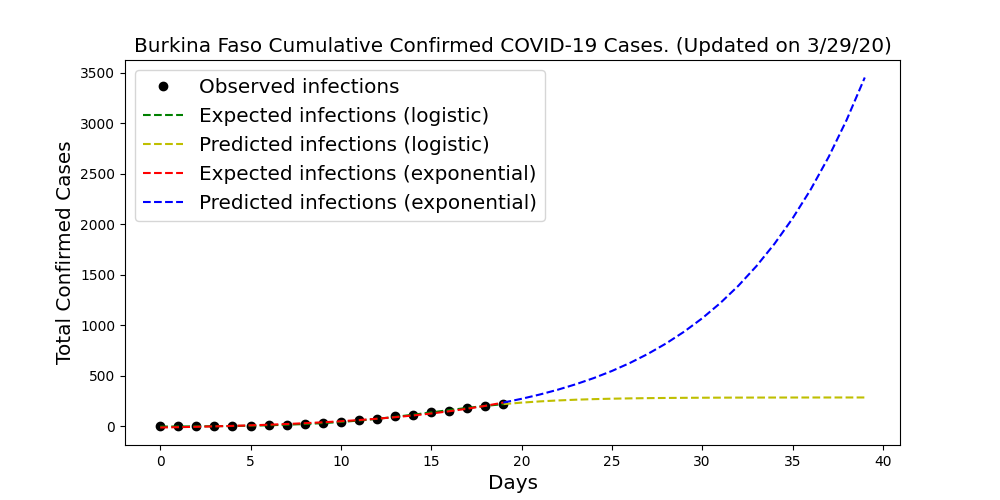 Burkina Faso Cumulative Confirmed COVID-19 Cases. (Updated on 3/29/20)
Observed infections
Expected infections (logistic)
Predicted infections (logistic)
Expected infections (exponential)
Predicted infections (exponential)
Total Confirmed Cases
3500
3000
2500
2000
1500
1000
500
0
0 5 10 15 20 25 30 35 40
Days